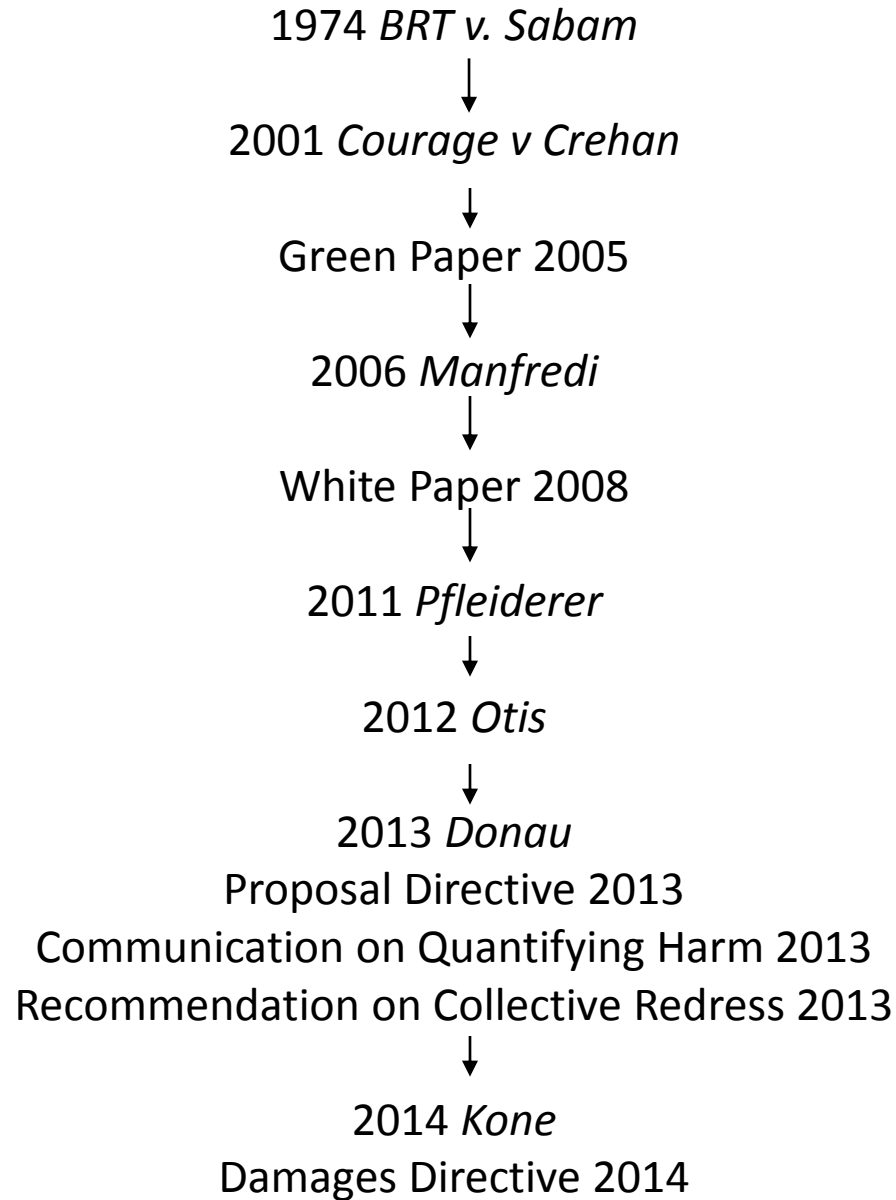 1974 BRT v. Sabam
2001 Courage v Crehan
Green Paper 2005
2006 Manfredi
White Paper 2008
2011 Pfleiderer
2012 Otis
2013 Donau
Proposal Directive 2013
Communication on Quantifying Harm 2013
Recommendation on Collective Redress 2013
2014 Kone
Damages Directive 2014